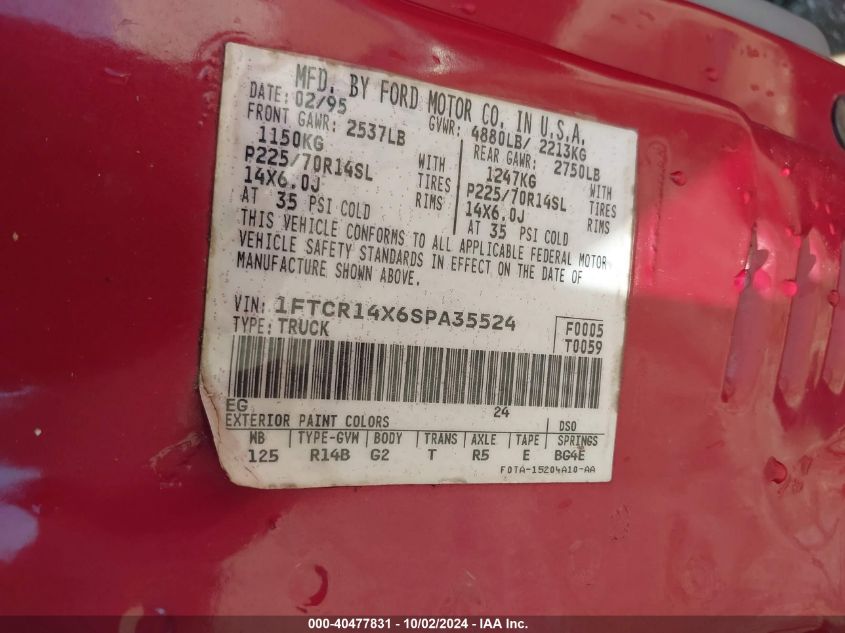 MFD. BY FORD MOTOR CO. IN U.S.A.
DATE: 02/95 GVWR: 4880LB/ 2213KG
FRONT GAWR: 2537LB REAR GAWR: 2750LB
1150KG WITH 1247KG WITH
P225/70R14SL TIRES P225/70R14SL TIRES
14X6.0J RIMS 14X6.0J RIMS
AT 35 PSI COLD AT 35 PSI COLD
THIS VEHICLE CONFORMS TO ALL APPLICABLE FEDERAL MOTOR
VEHICLE SAFETY STANDARDS IN EFFECT ON THE DATE OF
MANUFACTURE SHOWN ABOVE.
VIN: 1FTCR14X6SPA35524
TYPE: TRUCK
F0005
T0059
EG 24
EXTERIOR PAINT COLORS DSO
WB TYPE-GVW BODY TRANS AXLE TAPE SPRINGS
125 R14B G2 T R5 E BG4E
F0TA-15204A10-AA
000-40477831 - 10/02/2024 - IAA Inc.